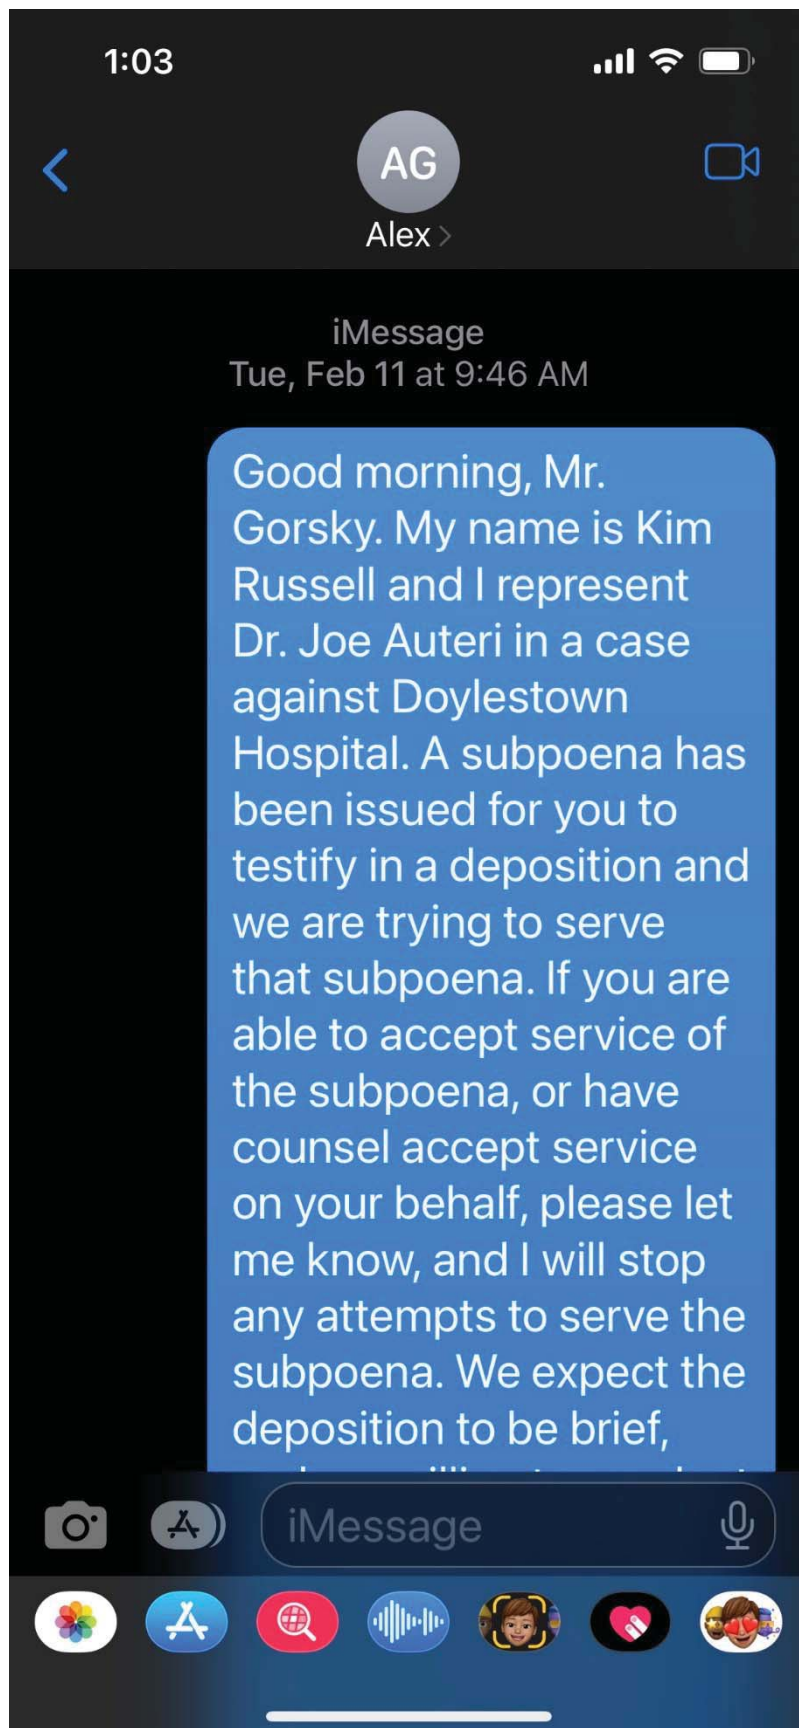 1:03
AG
Alex
iMessage
Tue, Feb 11 at 9:46 AM
Good morning, Mr.
Gorsky. My name is Kim
Russell and I represent
Dr. Joe Auteri in a case
against Doylestown
Hospital. A subpoena has
been issued for you to
testify in a deposition and
we are trying to serve
that subpoena. If you are
able to accept service of
the subpoena, or have
counsel accept service
on your behalf, please let
me know, and I will stop
any attempts to serve the
subpoena. We expect the
deposition to be brief,
iMessage